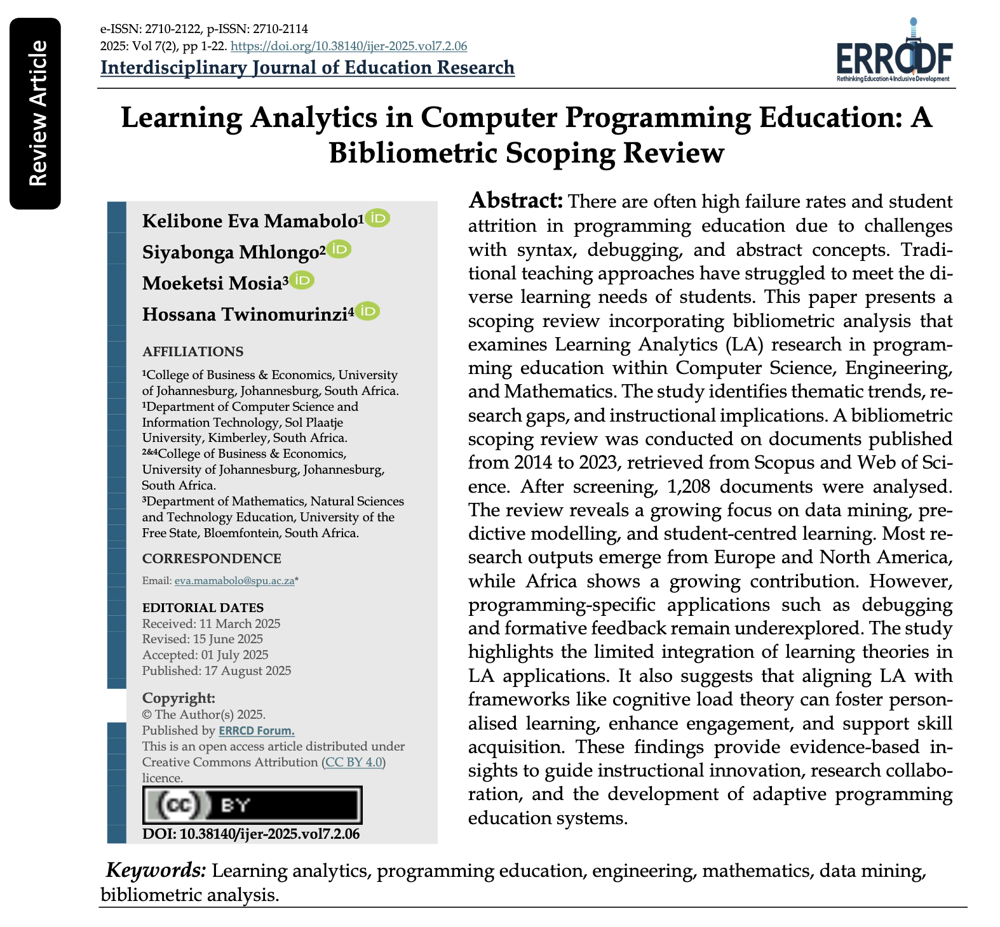 Review Article
e-ISSN: 2710-2122, p-ISSN: 2710-2114
2025: Vol 7(2), pp 1-22. https://doi.org/10.38140/ijer-2025.vol7.2.06
Interdisciplinary Journal of Education Research
ERRCDF
Rethinking Education 4 Inclusive Development
Learning Analytics in Computer Programming Education: A
Bibliometric Scoping Review
Kelibone Eva Mamabolo¹ iD
Siyabonga Mhlongo² iD
Moeketsi Mosia³ iD
Hossana Twinomurinzi⁴ iD
AFFILIATIONS
¹College of Business & Economics, University
of Johannesburg, Johannesburg, South Africa.
¹Department of Computer Science and
Information Technology, Sol Plaatje
University, Kimberley, South Africa.
²&⁴College of Business & Economics,
University of Johannesburg, Johannesburg,
South Africa.
³Department of Mathematics, Natural Sciences
and Technology Education, University of the
Free State, Bloemfontein, South Africa.
CORRESPONDENCE
Email: eva.mamabolo@spu.ac.za*
EDITORIAL DATES
Received: 11 March 2025
Revised: 15 June 2025
Accepted: 01 July 2025
Published: 17 August 2025
Copyright:
© The Author(s) 2025.
Published by ERRCD Forum.
This is an open access article distributed under
Creative Commons Attribution (CC BY 4.0)
licence.
cc BY
DOI: 10.38140/ijer-2025.vol7.2.06
Abstract: There are often high failure rates and student
attrition in programming education due to challenges
with syntax, debugging, and abstract concepts. Tradi-
tional teaching approaches have struggled to meet the di-
verse learning needs of students. This paper presents a
scoping review incorporating bibliometric analysis that
examines Learning Analytics (LA) research in program-
ming education within Computer Science, Engineering,
and Mathematics. The study identifies thematic trends, re-
search gaps, and instructional implications. A bibliometric
scoping review was conducted on documents published
from 2014 to 2023, retrieved from Scopus and Web of Sci-
ence. After screening, 1,208 documents were analysed.
The review reveals a growing focus on data mining, pre-
dictive modelling, and student-centred learning. Most re-
search outputs emerge from Europe and North America,
while Africa shows a growing contribution. However,
programming-specific applications such as debugging
and formative feedback remain underexplored. The study
highlights the limited integration of learning theories in
LA applications. It also suggests that aligning LA with
frameworks like cognitive load theory can foster person-
alised learning, enhance engagement, and support skill
acquisition. These findings provide evidence-based in-
sights to guide instructional innovation, research collabo-
ration, and the development of adaptive programming
education systems.
Keywords: Learning analytics, programming education, engineering, mathematics, data mining,
bibliometric analysis.